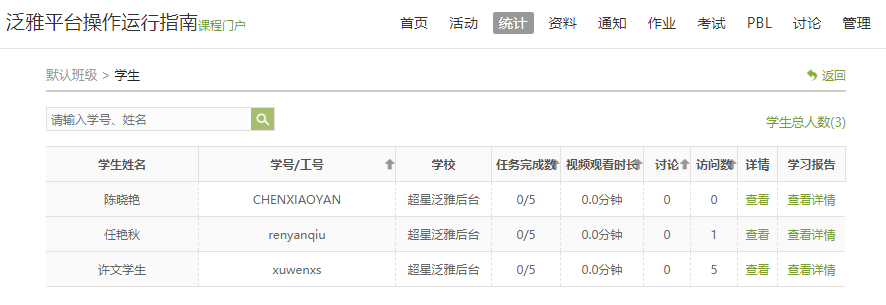 泛雅平台操作运行指南课程门户 首页 活动 统计 资料 通知 作业 考试 PBL 讨论 管理
默认班级 > 学生 返回
请输入学号、姓名
学生总人数(3)
学生姓名 学号/工号 学校 任务完成数 视频观看时长 讨论 访问数 详情 学习报告
陈晓艳 CHENXIAOYAN 超星泛雅后台 0/5 0.0分钟 0 0 查看 查看详情
任艳秋 renyanqiu 超星泛雅后台 0/5 0.0分钟 0 1 查看 查看详情
许文学生 xuwenxs 超星泛雅后台 0/5 0.0分钟 0 5 查看 查看详情